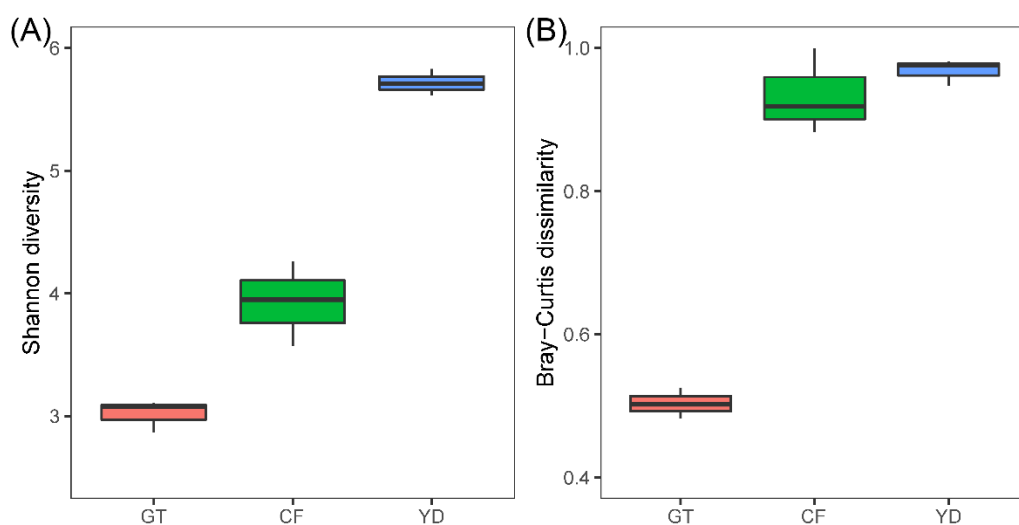 (A)
Shannon diversity
6
5
4
3
GT CF YD
(B)
Bray−Curtis dissimilarity
1.0
0.8
0.6
0.4
GT CF YD